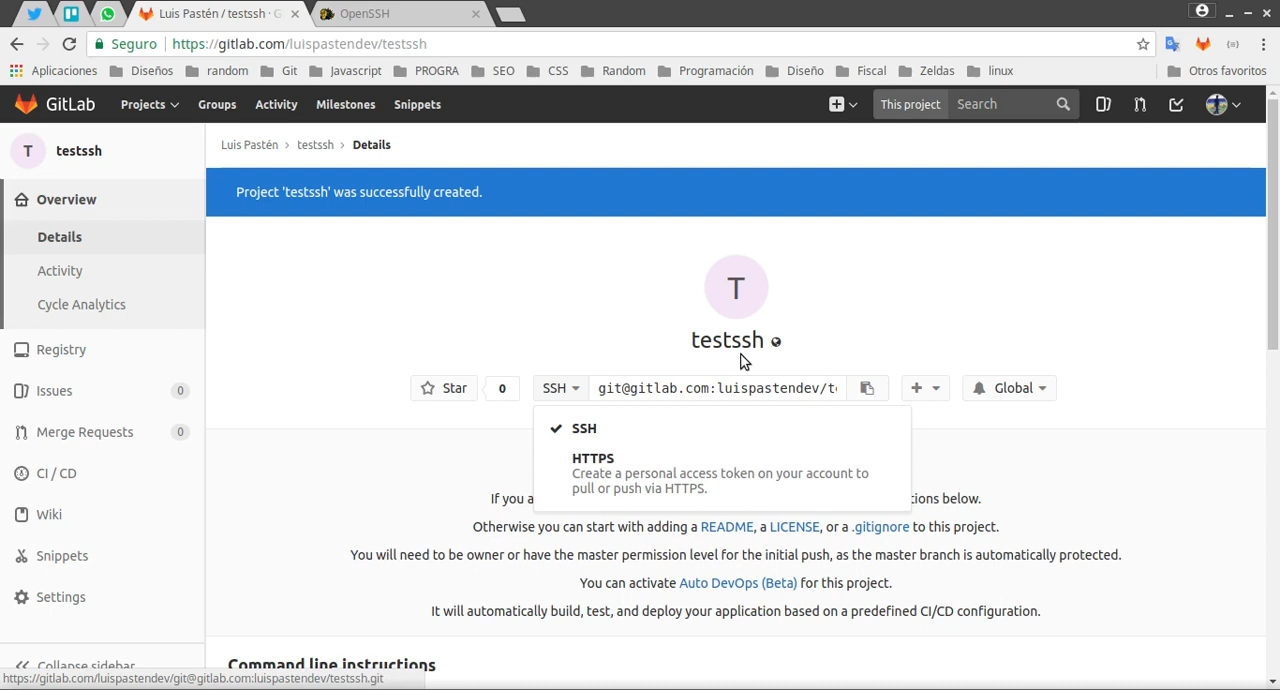 Luis Pastén / testssh · G
OpenSSH
Seguro
https://gitlab.com/luispastendev/testssh
Aplicaciones
Diseños
random
Git
Javascript
PROGRA
SEO
CSS
Random
Programación
Diseño
Fiscal
Zeldas
linux
Otros favoritos
GitLab
Projects
Groups
Activity
Milestones
Snippets
This project
Search
T
testssh
Luis Pastén › testssh › Details
Overview
Project 'testssh' was successfully created.
Details
Activity
Cycle Analytics
T
testssh
Registry
Issues
0
Merge Requests
0
CI / CD
Wiki
Snippets
Settings
Collapse sidebar
Star
0
SSH
git@gitlab.com:luispastendev/t
Global
SSH
HTTPS
Create a personal access token on your account to
pull or push via HTTPS.
If you a
ctions below.
Otherwise you can start with adding a README, a LICENSE, or a .gitignore to this project.
You will need to be owner or have the master permission level for the initial push, as the master branch is automatically protected.
You can activate Auto DevOps (Beta) for this project.
It will automatically build, test, and deploy your application based on a predefined CI/CD configuration.
Command line instructions
https://gitlab.com/luispastendev/git@gitlab.com:luispastendev/testssh.git